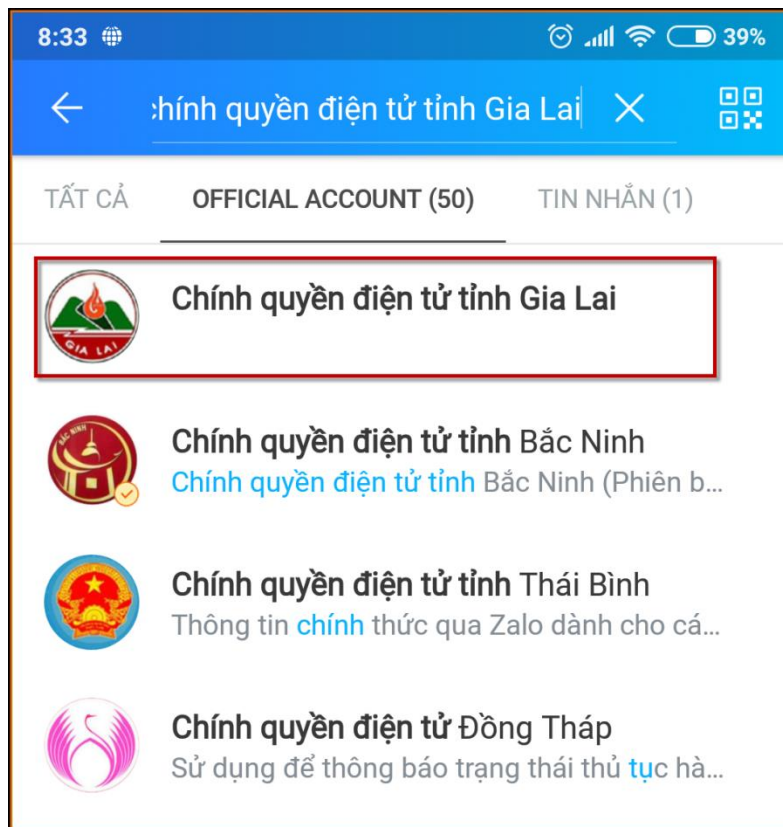 8:33 39%
chính quyền điện tử tỉnh Gia Lai
TẤT CẢ OFFICIAL ACCOUNT (50) TIN NHẮN (1)
Chính quyền điện tử tỉnh Gia Lai
GIA LAI
BẮC NINH
Chính quyền điện tử tỉnh Bắc Ninh
Chính quyền điện tử tỉnh Bắc Ninh (Phiên b...
Chính quyền điện tử tỉnh Thái Bình
Thông tin chính thức qua Zalo dành cho cá...
Chính quyền điện tử Đồng Tháp
Sử dụng để thông báo trạng thái thủ tục hà...